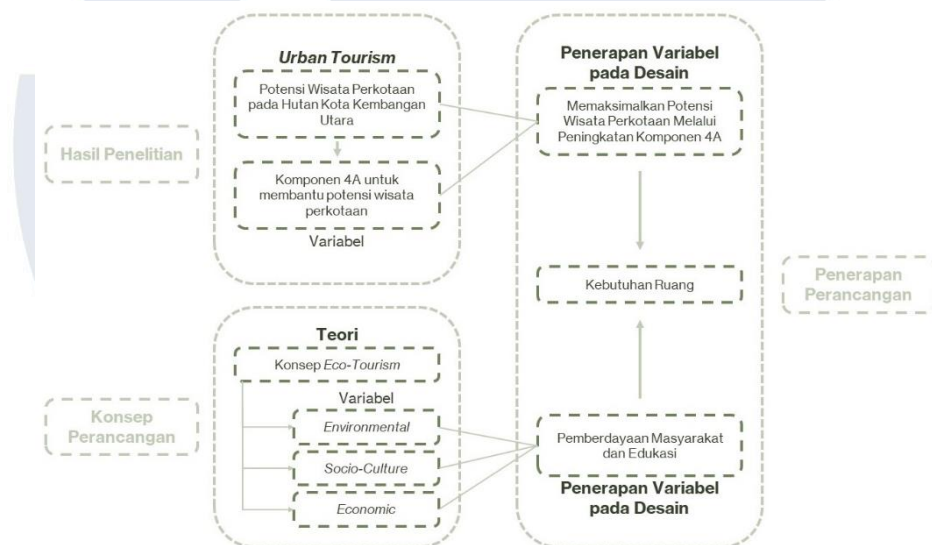 Hasil Penelitian
Urban Tourism
Potensi Wisata Perkotaan
pada Hutan Kota Kembangan
Utara
Komponen 4A untuk
membantu potensi wisata
perkotaan
Variabel
Konsep
Perancangan
Teori
Konsep Eco-Tourism
Variabel
Environmental
Socio-Culture
Economic
Penerapan Variabel
pada Desain
Memaksimalkan Potensi
Wisata Perkotaan Melalui
Peningkatan Komponen 4A
Kebutuhan Ruang
Pemberdayaan Masyarakat
dan Edukasi
Penerapan Variabel
pada Desain
Penerapan
Perancangan